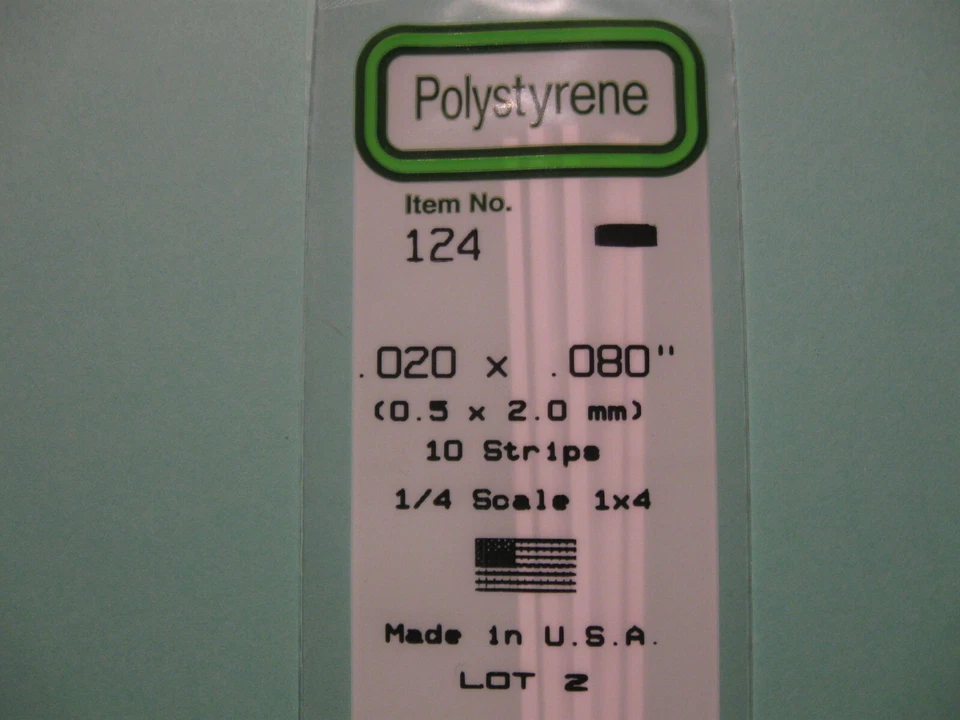 Polystyrene
Item No.
124
.020 x .080"
(0.5 x 2.0 mm)
10 Strips
1/4 Scale 1x4
Made in U.S.A.
LOT 2